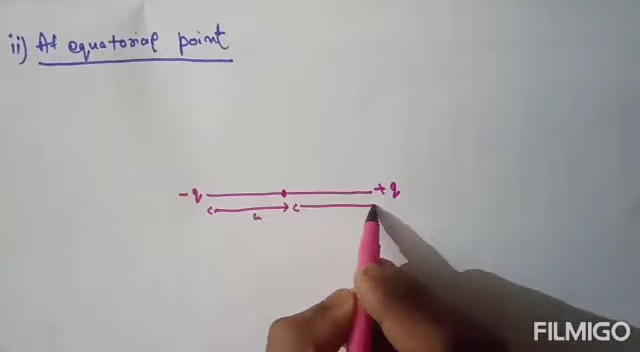 ii) At equatorial point
-q +q
a
FILMIGO